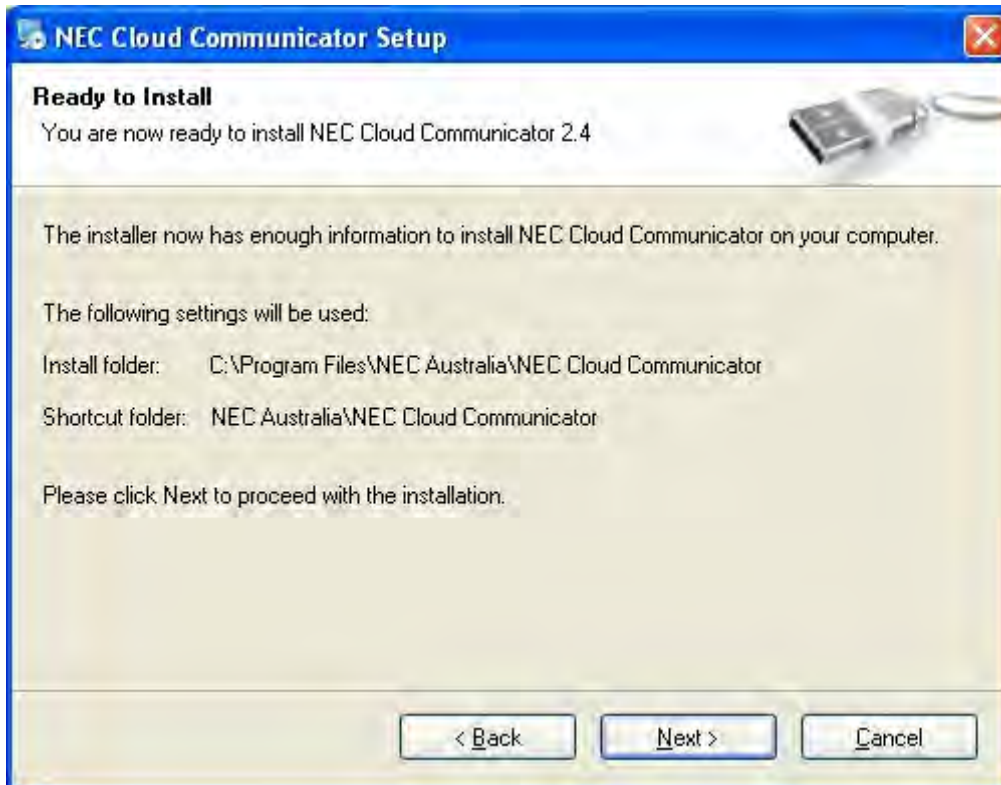 NEC Cloud Communicator Setup
Ready to Install
You are now ready to install NEC Cloud Communicator 2.4
The installer now has enough information to install NEC Cloud Communicator on your computer.
The following settings will be used:
Install folder: C:\Program Files\NEC Australia\NEC Cloud Communicator
Shortcut folder: NEC Australia\NEC Cloud Communicator
Please click Next to proceed with the installation.
< Back Next > Cancel